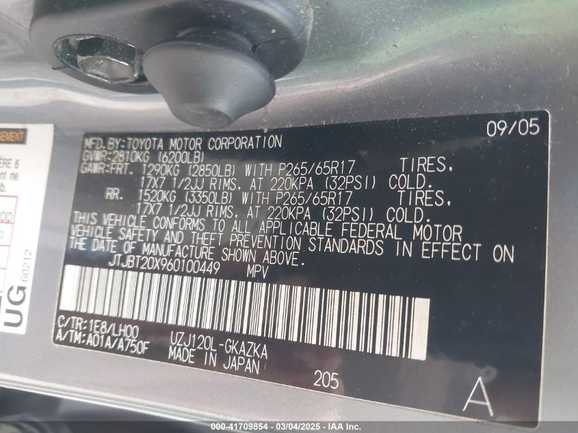 09/05
MFD.BY:TOYOTA MOTOR CORPORATION
GVWR-2810KG (6200LB)
GAWR:FRT. 1290KG (2850LB) WITH P265/65R17 TIRES,
17X7 1/2JJ RIMS, AT 220KPA (32PSI) COLD.
RR. 1520KG (3350LB) WITH P265/65R17 TIRES,
17X7 1/2JJ RIMS, AT 220KPA (32PSI) COLD.
THIS VEHICLE CONFORMS TO ALL APPLICABLE FEDERAL MOTOR
VEHICLE SAFETY AND THEFT PREVENTION STANDARDS IN EFFECT ON
THE DATE OF MANUFACTURE SHOWN ABOVE.
JTJBT20X960100449 MPV
C/TR:1E8/LH00 UZJ120L-GKAZKA
A/TM:A01A/A750F MADE IN JAPAN
205
A
UG
00212
000-41709854 | 03/04/2025 - IAA Inc.